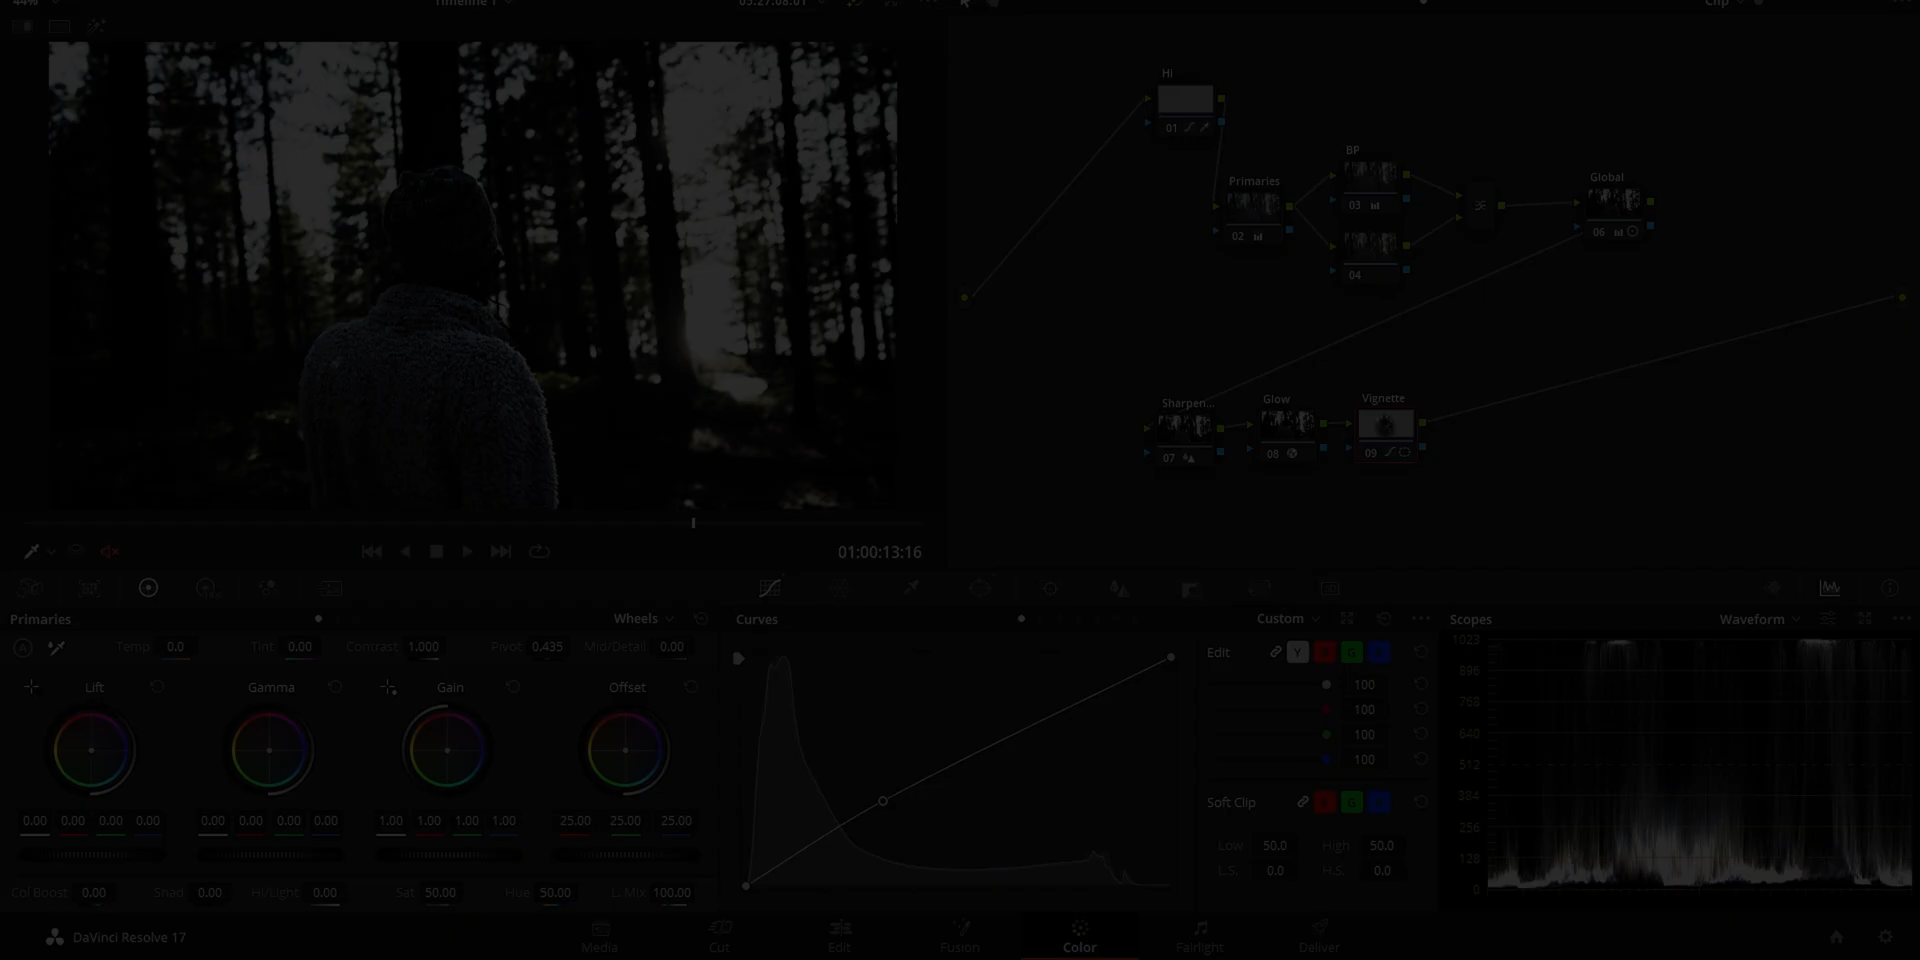 44%
Timeline 1
Clip
Hi
01
BP
Primaries
03
Global
02
06
04
Sharpen...
Glow
Vignette
07
08
09
01:00:13:16
Primaries
Wheels
Curves
Custom
Scopes
Waveform
Temp 0.0 Tint 0.00 Contrast 1.000 Pivot 0.435 Mid/Detail 0.00
Lift Gamma Gain Offset
0.00 0.00 0.00 0.00 0.00 0.00 0.00 0.00 1.00 1.00 1.00 1.00 25.00 25.00 25.00
Col Boost 0.00 Shad 0.00 Hi/Light 0.00 Sat 50.00 Hue 50.00 L. Mix 100.00
Edit Y R G B
100
100
100
100
Soft Clip R G B
Low 50.0 High 50.0
L.S. 0.0 H.S. 0.0
1023
896
768
640
512
384
256
128
0
DaVinci Resolve 17
Media Cut Edit Fusion Color Fairlight Deliver